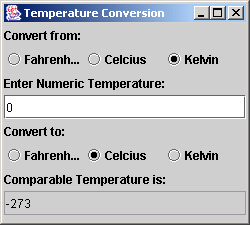 Temperature Conversion
Convert from:
Fahrenh... Celcius Kelvin
Enter Numeric Temperature:
0
Convert to:
Fahrenh... Celcius Kelvin
Comparable Temperature is:
-273